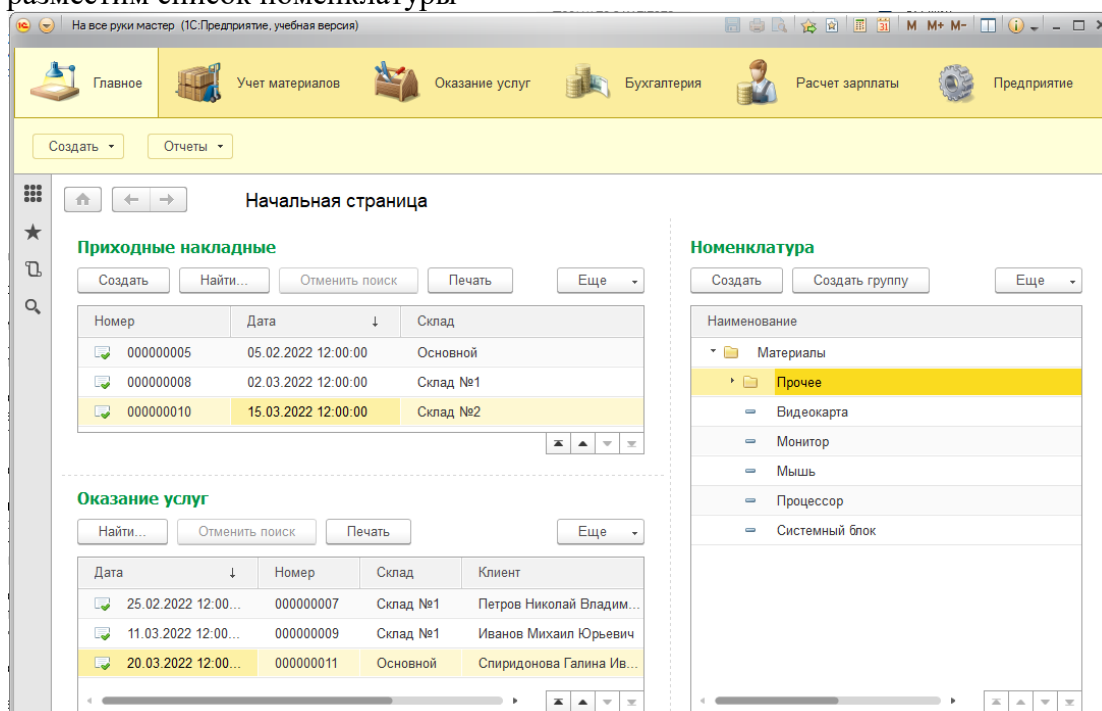 разместим список номенклатуры
На все руки мастер (1С:Предприятие, учебная версия)
M M+ M-
Главное Учет материалов Оказание услуг Бухгалтерия Расчет зарплаты Предприятие
Создать Отчеты
Начальная страница
Приходные накладные
Создать Найти... Отменить поиск Печать Еще
Номер Дата ↓ Склад
000000005 05.02.2022 12:00:00 Основной
000000008 02.03.2022 12:00:00 Склад №1
000000010 15.03.2022 12:00:00 Склад №2
Оказание услуг
Найти... Отменить поиск Печать Еще
Дата ↓ Номер Склад Клиент
25.02.2022 12:00... 000000007 Склад №1 Петров Николай Владим...
11.03.2022 12:00... 000000009 Склад №1 Иванов Михаил Юрьевич
20.03.2022 12:00... 000000011 Основной Спиридонова Галина Ив...
Номенклатура
Создать Создать группу Еще
Наименование
Материалы
Прочее
Видеокарта
Монитор
Мышь
Процессор
Системный блок